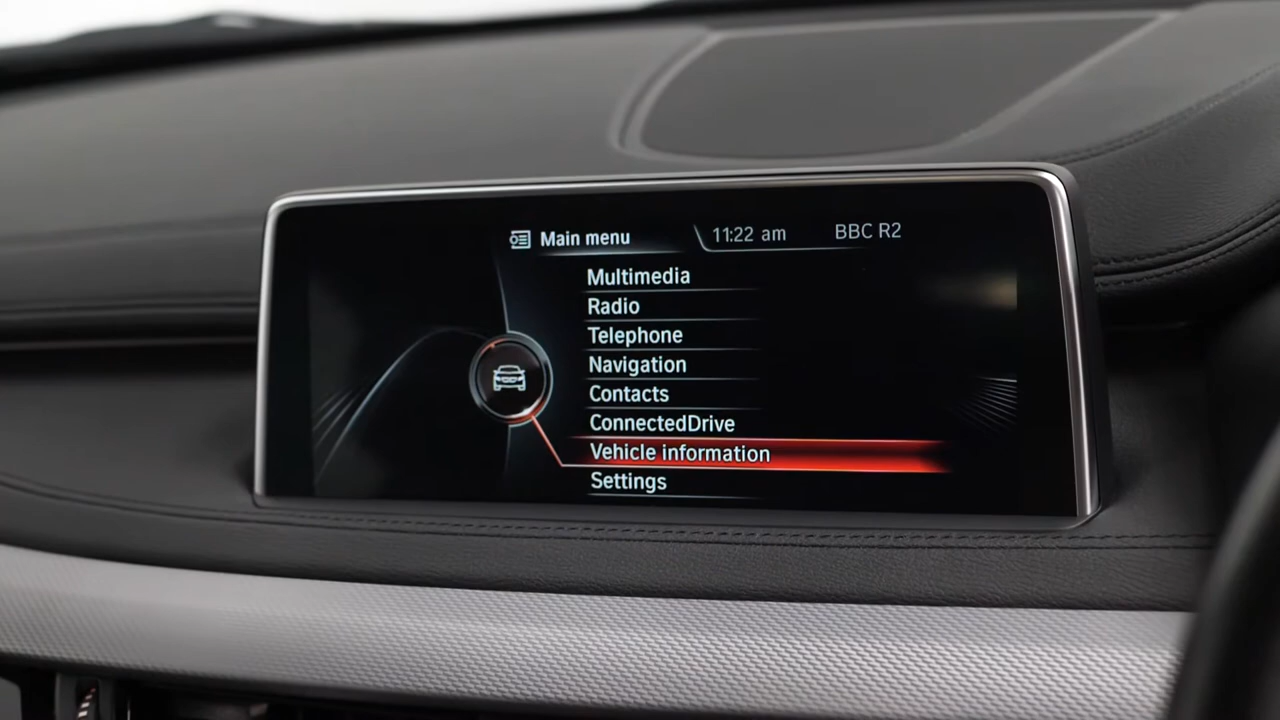 Main menu 11:22 am BBC R2
Multimedia
Radio
Telephone
Navigation
Contacts
ConnectedDrive
Vehicle information
Settings